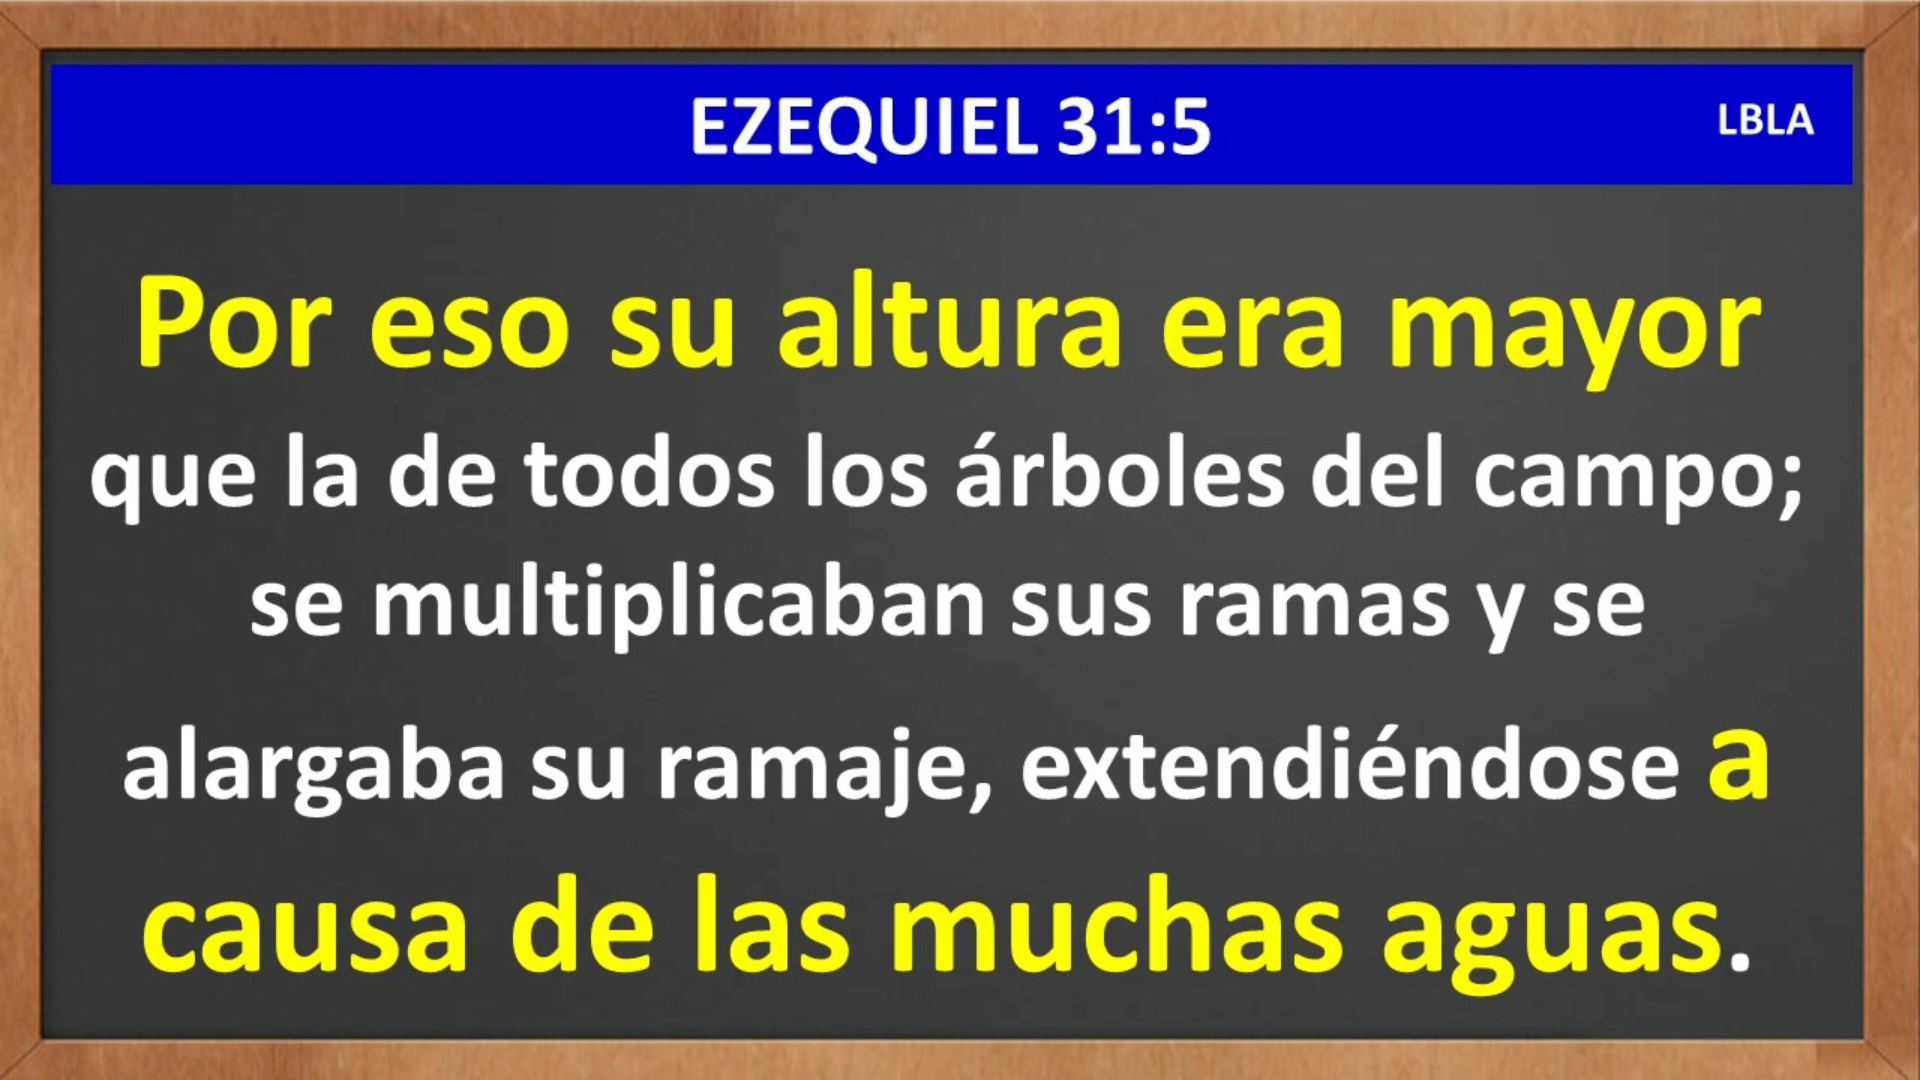 EZEQUIEL 31:5
LBLA
Por eso su altura era mayor
que la de todos los árboles del campo;
se multiplicaban sus ramas y se
alargaba su ramaje, extendiéndose a
causa de las muchas aguas.